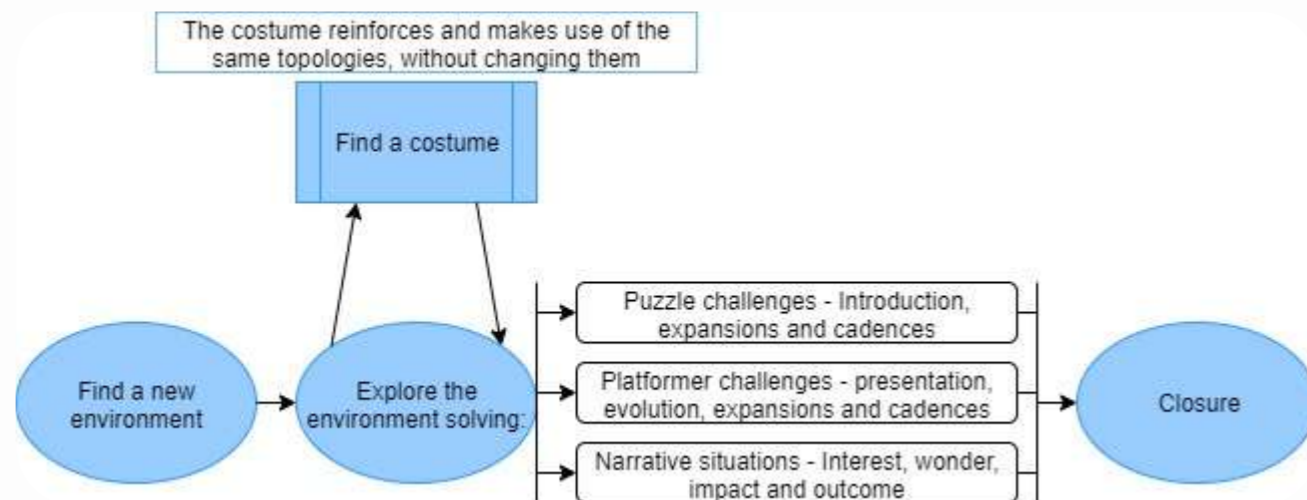 The costume reinforces and makes use of the
same topologies, without changing them
Find a costume
Find a new
environment
Explore the
environment solving:
Puzzle challenges - Introduction,
expansions and cadences
Platformer challenges - presentation,
evolution, expansions and cadences
Narrative situations - Interest, wonder,
impact and outcome
Closure